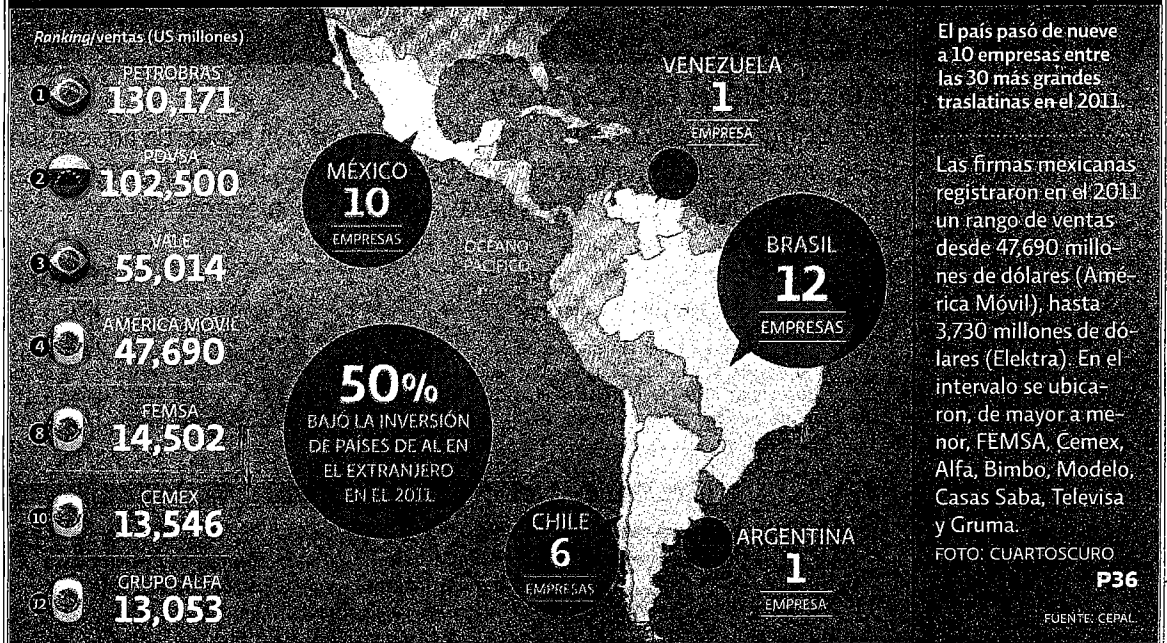 Ranking/ventas (US millones)
1
PETROBRAS
130,171
2
PDVSA
102,500
3
VALE
55,014
4
AMÉRICA MÓVIL
47,690
8
FEMSA
14,502
10
CEMEX
13,546
12
GRUPO ALFA
13,053
MÉXICO
10
EMPRESAS
OCÉANO
PACÍFICO
50%
BAJÓ LA INVERSIÓN
DE PAÍSES DE AL EN
EL EXTRANJERO
EN EL 2011
VENEZUELA
1
EMPRESA
BRASIL
12
EMPRESAS
CHILE
6
EMPRESAS
ARGENTINA
1
EMPRESA
El país pasó de nueve
a 10 empresas entre
las 30 más grandes
traslatinas en el 2011.
Las firmas mexicanas
registraron en el 2011
un rango de ventas
desde 47,690 millo-
nes de dólares (Amé-
rica Móvil), hasta
3,730 millones de dó-
lares (Elektra). En el
intervalo se ubica-
ron, de mayor a me-
nor, FEMSA, Cemex,
Alfa, Bimbo, Modelo,
Casas Saba, Televisa
y Gruma.
FOTO: CUARTOSCURO
P36
FUENTE: CEPAL